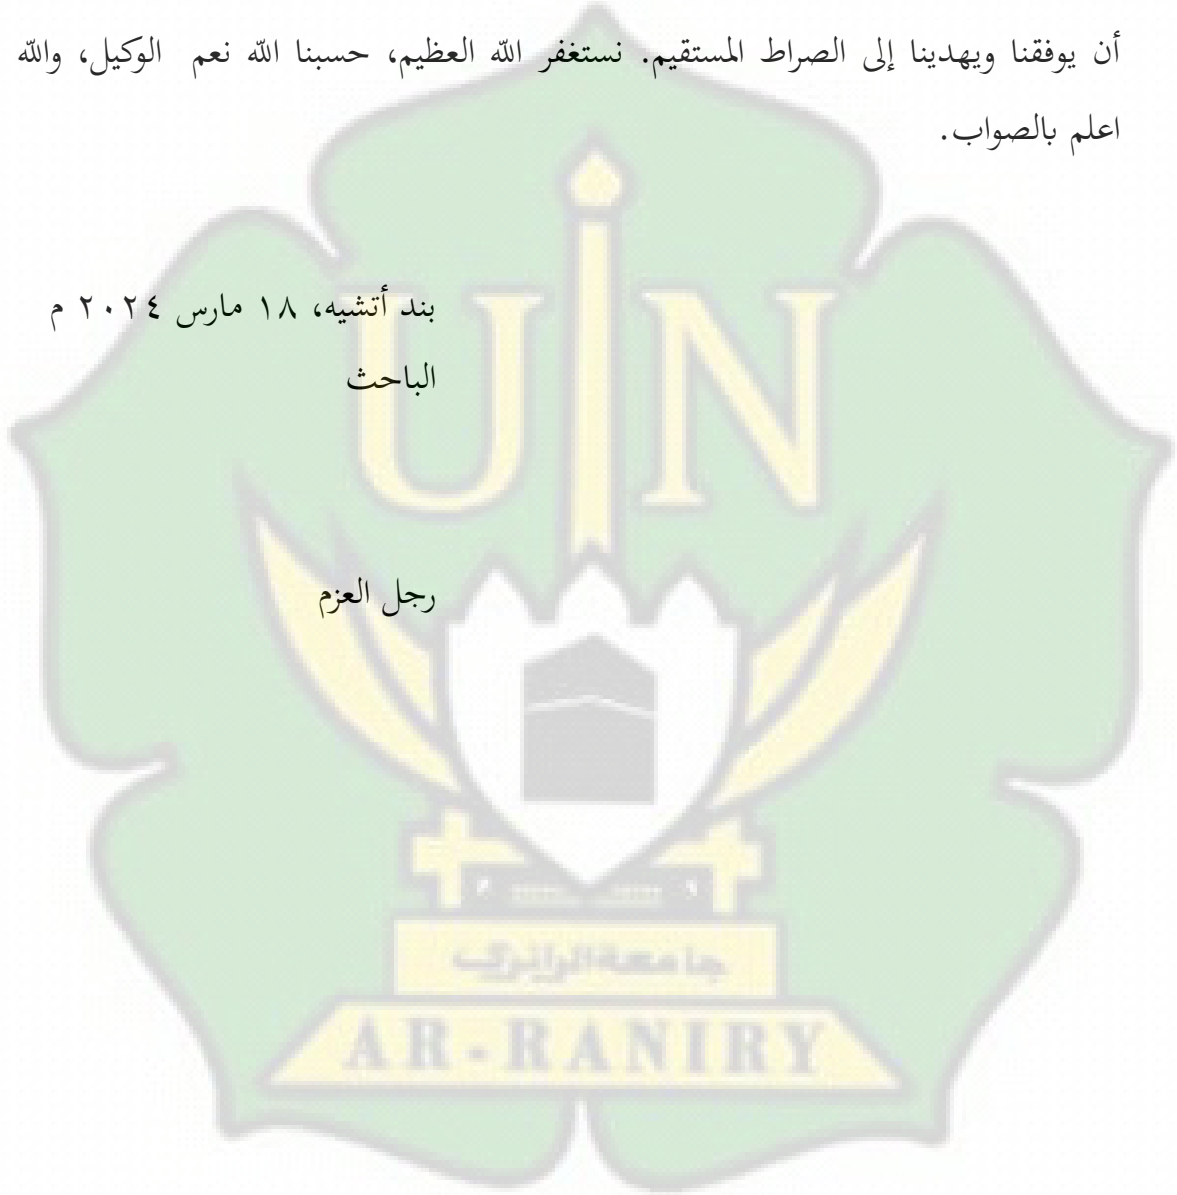 أن يوفقنا ويهدينا إلى الصراط المستقيم. نستغفر الله العظيم، حسبنا الله نعم الوكيل، والله
اعلم بالصواب.
بند أتشيه، ١٨ مارس ٢٠٢٤ م
الباحث
رجل العزم
UIN
جامعة الرانري
AR-RANIRY